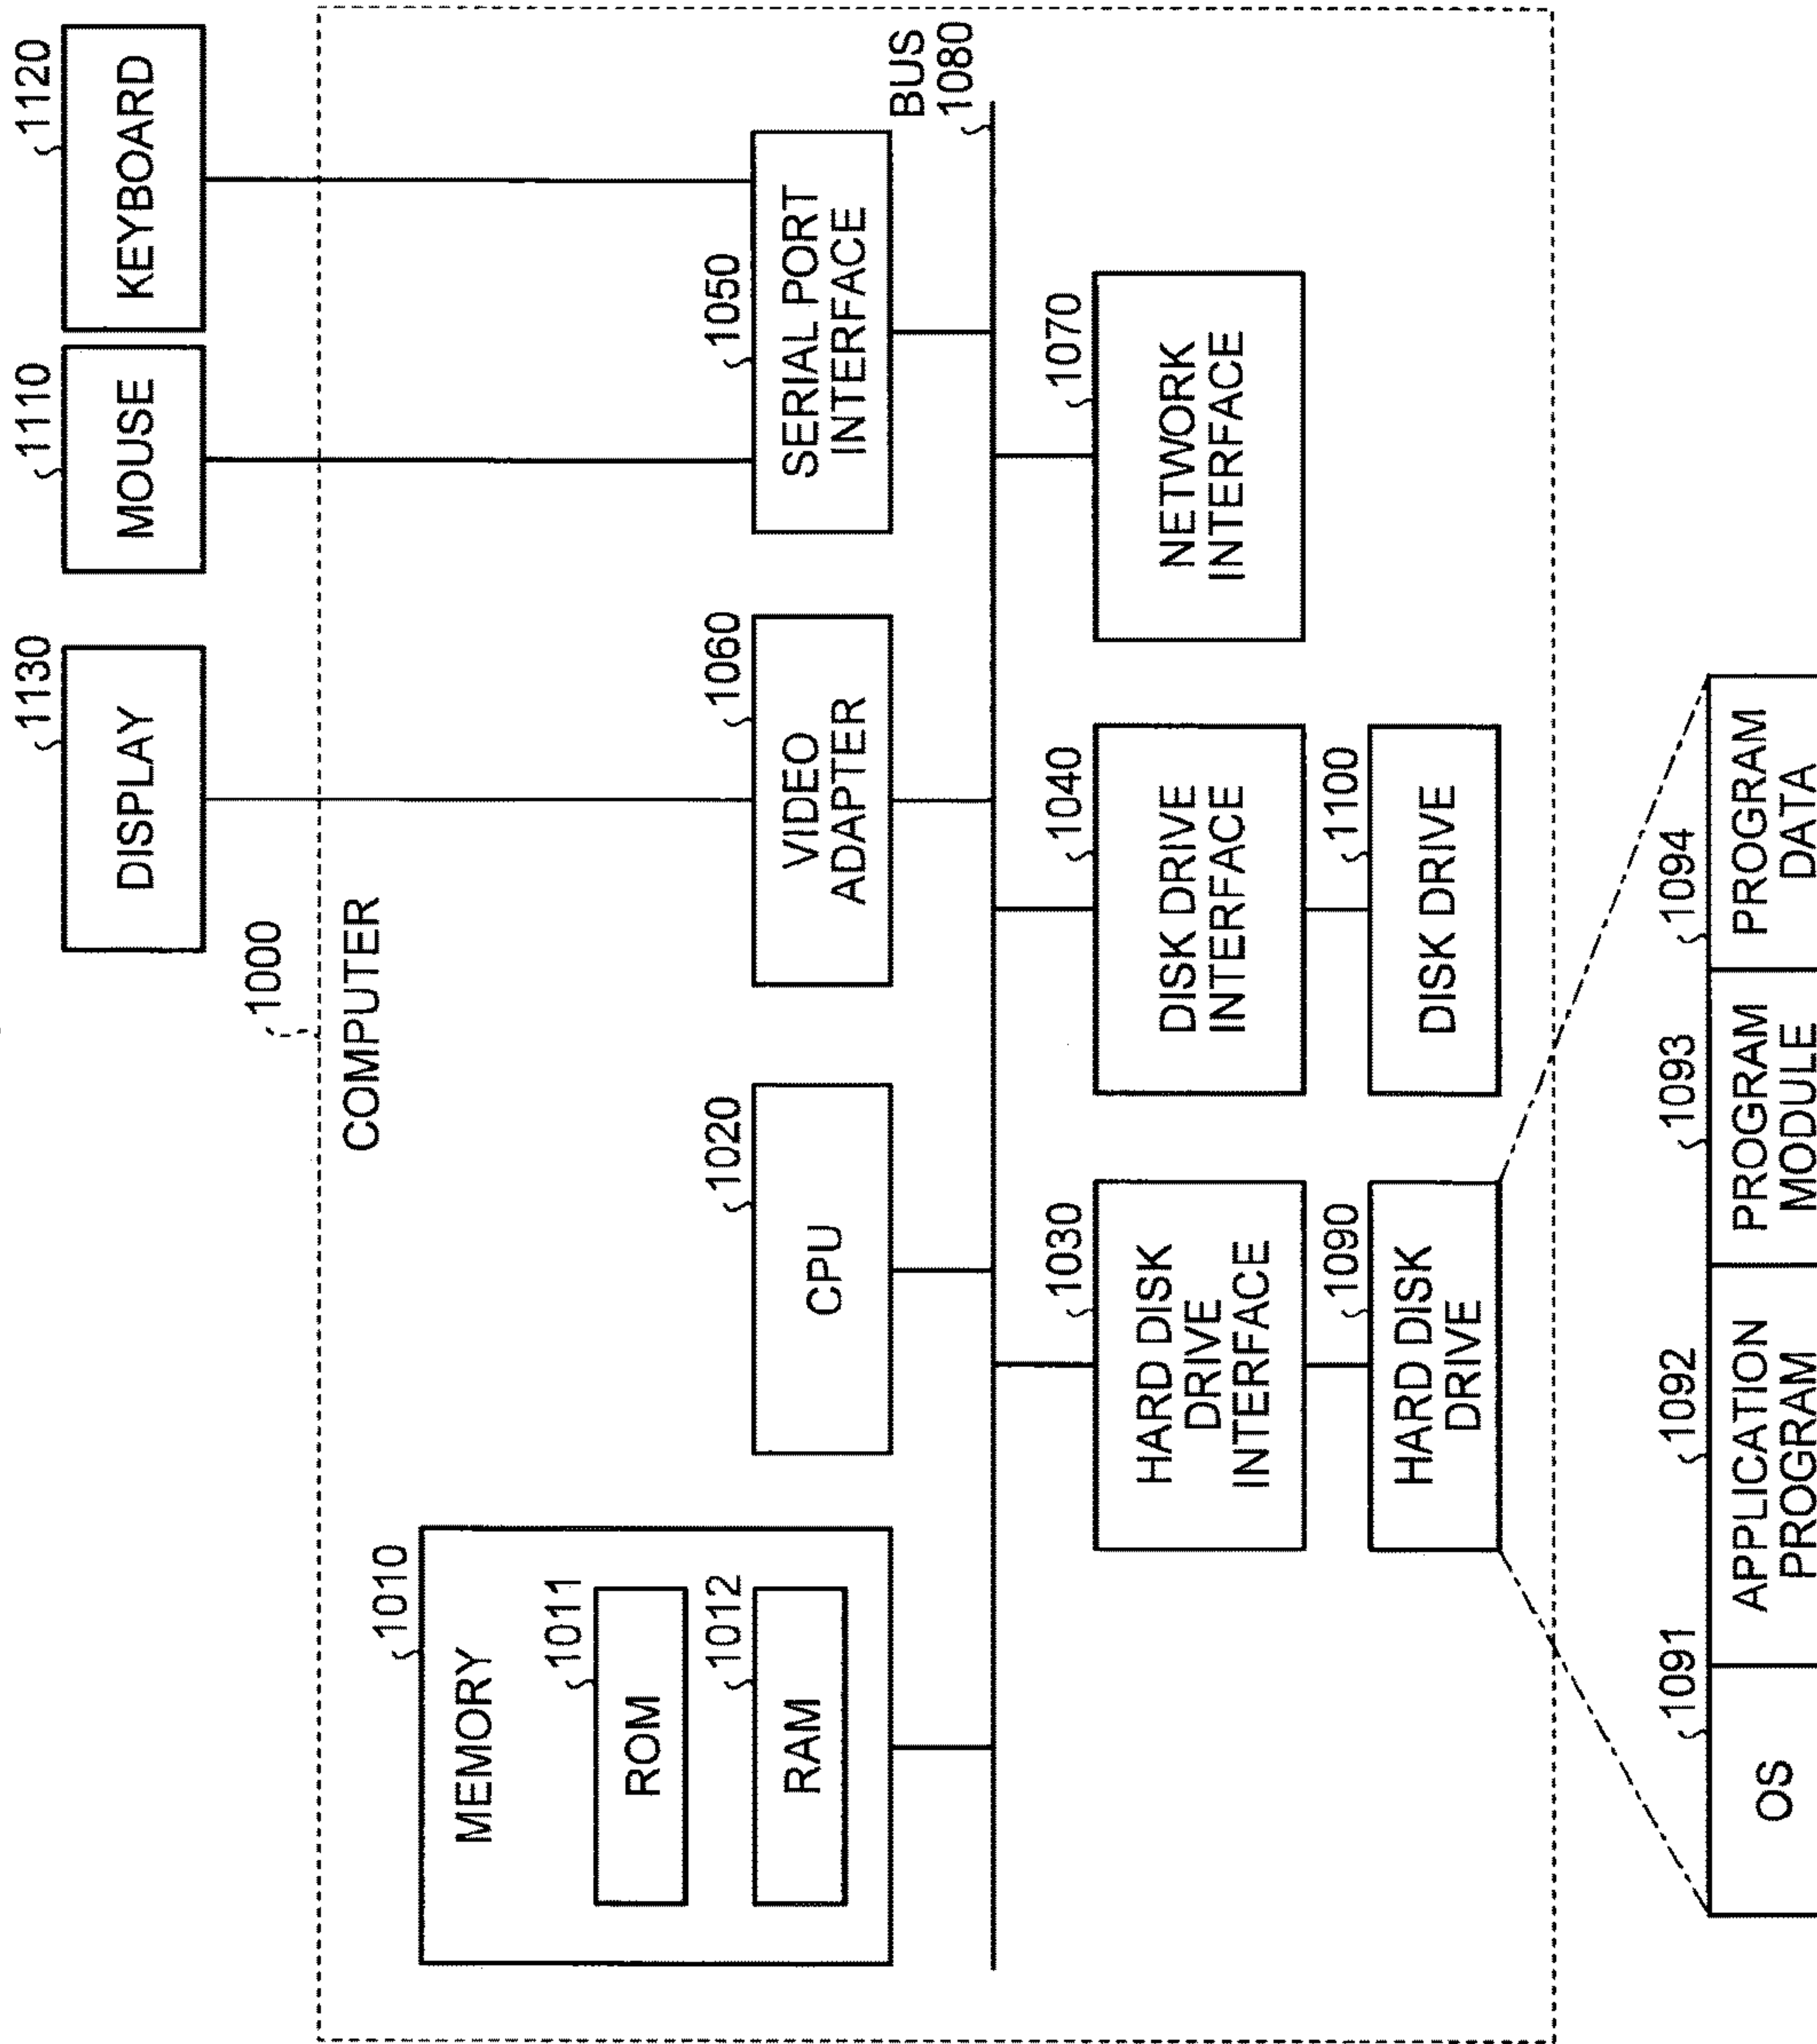 1130
DISPLAY
1110
MOUSE
1120
KEYBOARD
1000
COMPUTER
1010
MEMORY
1011
ROM
1012
RAM
1020
CPU
1060
VIDEO
ADAPTER
1050
SERIAL PORT
INTERFACE
BUS
1080
1030
HARD DISK
DRIVE
INTERFACE
1040
DISK DRIVE
INTERFACE
1070
NETWORK
INTERFACE
1090
HARD DISK
DRIVE
1100
DISK DRIVE
1091
OS
1092
APPLICATION
PROGRAM
1093
PROGRAM
MODULE
1094
PROGRAM
DATA